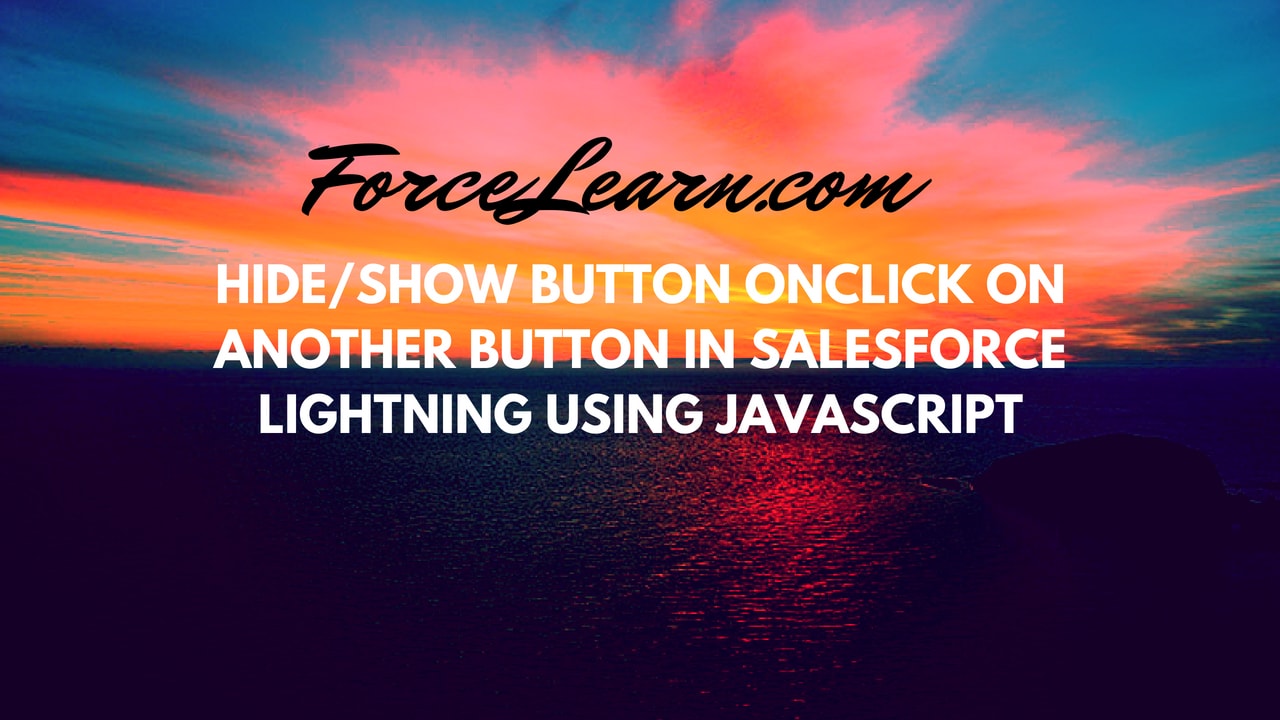 ForceLearn.com
HIDE/SHOW BUTTON ONCLICK ON
ANOTHER BUTTON IN SALESFORCE
LIGHTNING USING JAVASCRIPT